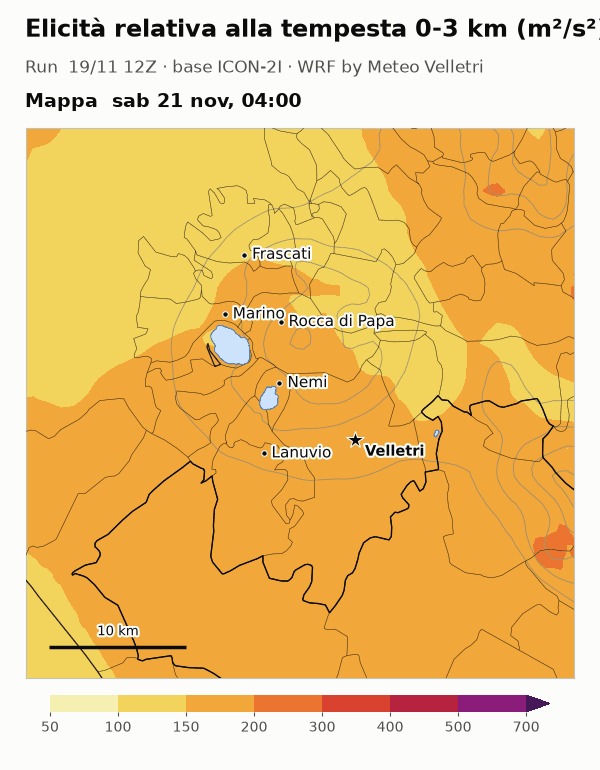 Elicità relativa alla tempesta 0-3 km (m²/s²)
Run 19/11 12Z · base ICON-2I · WRF by Meteo Velletri
Mappa sab 21 nov, 04:00
Frascati
Marino
Rocca di Papa
Nemi
Velletri
Lanuvio
10 km
50 100 150 200 300 400 500 700